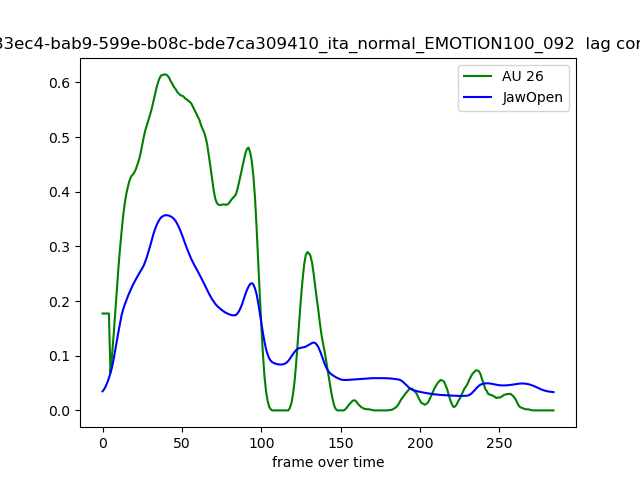 33ec4-bab9-599e-b08c-bde7ca309410_ita_normal_EMOTION100_092 lag cor
AU 26
JawOpen
0.6
0.5
0.4
0.3
0.2
0.1
0.0
0 50 100 150 200 250
frame over time